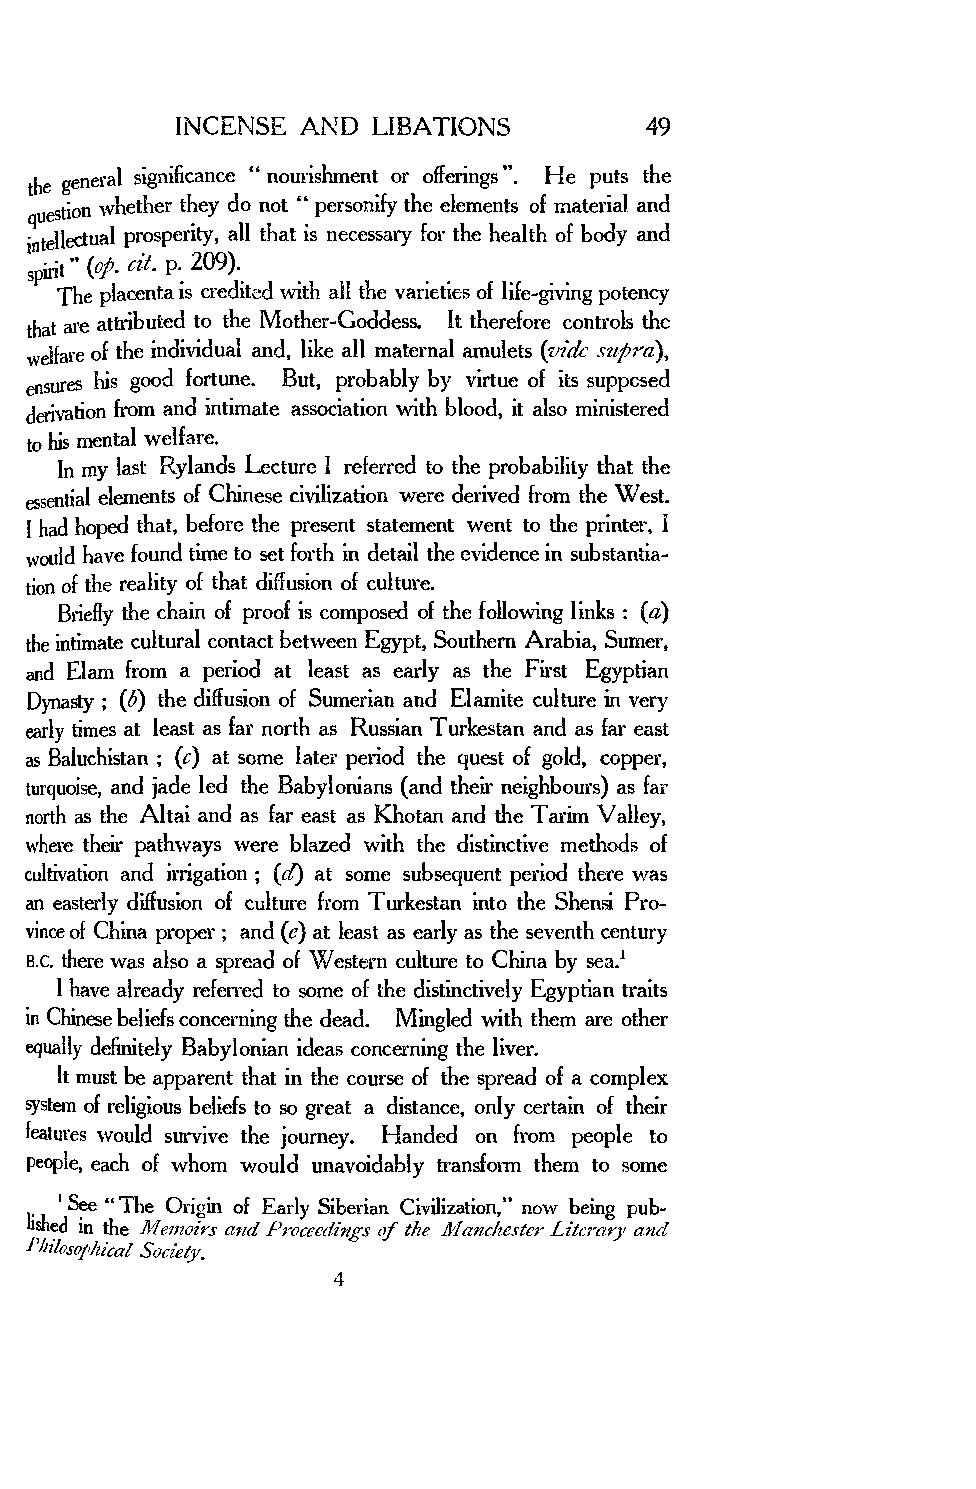 INCENSE AND LIBATIONS 49
the general significance “ nourishment or offerings ”. He puts the
question whether they do not “ personify the elements of material and
intellectual prosperity, all that is necessary for the health of body and
spirit ” (op. cit. p. 209).
The placenta is credited with all the varieties of life-giving potency
that are attributed to the Mother-Goddess. It therefore controls the
welfare of the individual and, like all maternal amulets (vide supra),
ensures his good fortune. But, probably by virtue of its supposed
derivation from and intimate association with blood, it also ministered
to his mental welfare.
In my last Rylands Lecture I referred to the probability that the
essential elements of Chinese civilization were derived from the West.
I had hoped that, before the present statement went to the printer, I
would have found time to set forth in detail the evidence in substantia-
tion of the reality of that diffusion of culture.
Briefly the chain of proof is composed of the following links : (a)
the intimate cultural contact between Egypt, Southern Arabia, Sumer,
and Elam from a period at least as early as the First Egyptian
Dynasty ; (b) the diffusion of Sumerian and Elamite culture in very
early times at least as far north as Russian Turkestan and as far east
as Baluchistan ; (c) at some later period the quest of gold, copper,
turquoise, and jade led the Babylonians (and their neighbours) as far
north as the Altai and as far east as Khotan and the Tarim Valley,
where their pathways were blazed with the distinctive methods of
cultivation and irrigation ; (d) at some subsequent period there was
an easterly diffusion of culture from Turkestan into the Shensi Pro-
vince of China proper ; and (e) at least as early as the seventh century
B.C. there was also a spread of Western culture to China by sea.¹
I have already referred to some of the distinctively Egyptian traits
in Chinese beliefs concerning the dead. Mingled with them are other
equally definitely Babylonian ideas concerning the liver.
It must be apparent that in the course of the spread of a complex
system of religious beliefs to so great a distance, only certain of their
features would survive the journey. Handed on from people to
people, each of whom would unavoidably transform them to some
¹ See “ The Origin of Early Siberian Civilization,” now being pub-
lished in the Memoirs and Proceedings of the Manchester Literary and
Philosophical Society.
4